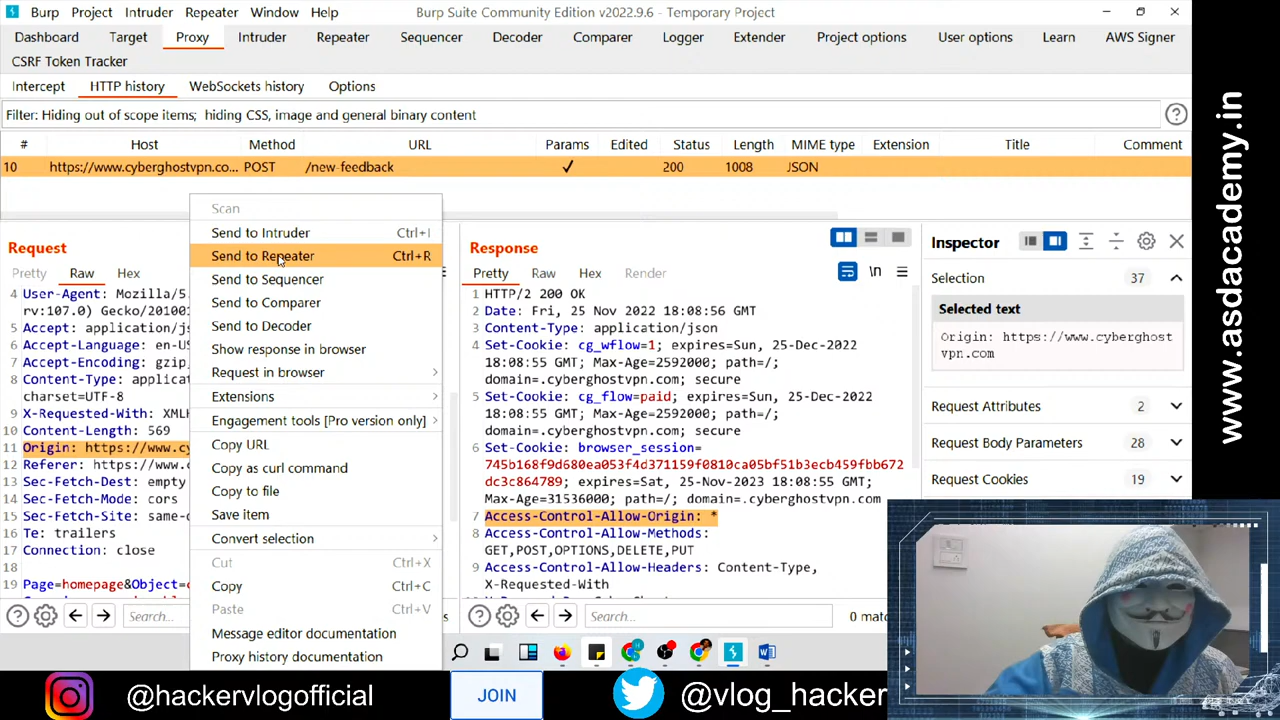 Burp Project Intruder Repeater Window Help Burp Suite Community Edition v2022.9.6 - Temporary Project
Dashboard Target Proxy Intruder Repeater Sequencer Decoder Comparer Logger Extender Project options User options Learn AWS Signer
CSRF Token Tracker
Intercept HTTP history WebSockets history Options
Filter: Hiding out of scope items; hiding CSS, image and general binary content
# Host Method URL Params Edited Status Length MIME type Extension Title Comment
10 https://www.cyberghostvpn.co... POST /new-feedback ✓ 200 1008 JSON
Request
Pretty Raw Hex
4 User-Agent: Mozilla/5.
rv:107.0) Gecko/201001
5 Accept: application/js
6 Accept-Language: en-US
7 Accept-Encoding: gzip,
8 Content-Type: applicat
charset=UTF-8
9 X-Requested-With: XMLH
10 Content-Length: 569
11 Origin: https://www.cy
12 Referer: https://www.c
13 Sec-Fetch-Dest: empty
14 Sec-Fetch-Mode: cors
15 Sec-Fetch-Site: same-o
16 Te: trailers
17 Connection: close
19 Page=homepage&Object=c
Search...
Scan
Send to Intruder Ctrl+I
Send to Repeater Ctrl+R
Send to Sequencer
Send to Comparer
Send to Decoder
Show response in browser
Request in browser
Extensions
Engagement tools [Pro version only]
Copy URL
Copy as curl command
Copy to file
Save item
Convert selection
Cut Ctrl+X
Copy Ctrl+C
Paste Ctrl+V
Message editor documentation
Proxy history documentation
Response
Pretty Raw Hex Render
\n
1 HTTP/2 200 OK
2 Date: Fri, 25 Nov 2022 18:08:56 GMT
3 Content-Type: application/json
4 Set-Cookie: cg_wflow=1; expires=Sun, 25-Dec-2022
18:08:55 GMT; Max-Age=2592000; path=/;
domain=.cyberghostvpn.com; secure
5 Set-Cookie: cg_flow=paid; expires=Sun, 25-Dec-2022
18:08:55 GMT; Max-Age=2592000; path=/;
domain=.cyberghostvpn.com; secure
6 Set-Cookie: browser_session=
745b168f9d680ea053f4d371159f0810ca05bf51b3ecb459fbb672
dc3c864789; expires=Sat, 25-Nov-2023 18:08:55 GMT;
Max-Age=31536000; path=/; domain=.cyberghostvpn.com
7 Access-Control-Allow-Origin: *
8 Access-Control-Allow-Methods:
GET,POST,OPTIONS,DELETE,PUT
9 Access-Control-Allow-Headers: Content-Type,
X-Requested-With
Search... 0 mat
Inspector
Selection 37
Selected text
Origin: https://www.cyberghost
vpn.com
Request Attributes 2
Request Body Parameters 28
Request Cookies 19
www.asdacademy.in
@hackervlogofficial JOIN @vlog_hacker